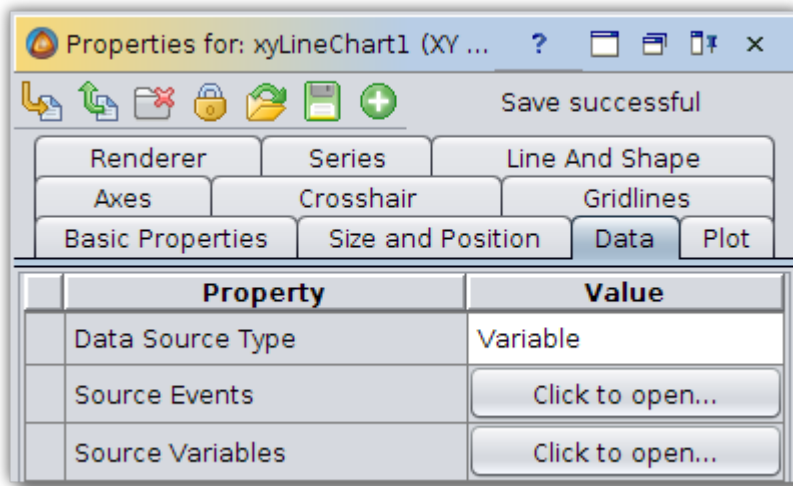 Properties for: xyLineChart1 (XY ... ?
Save successful
Renderer Series Line And Shape
Axes Crosshair Gridlines
Basic Properties Size and Position Data Plot
Property Value
Data Source Type Variable
Source Events Click to open...
Source Variables Click to open...